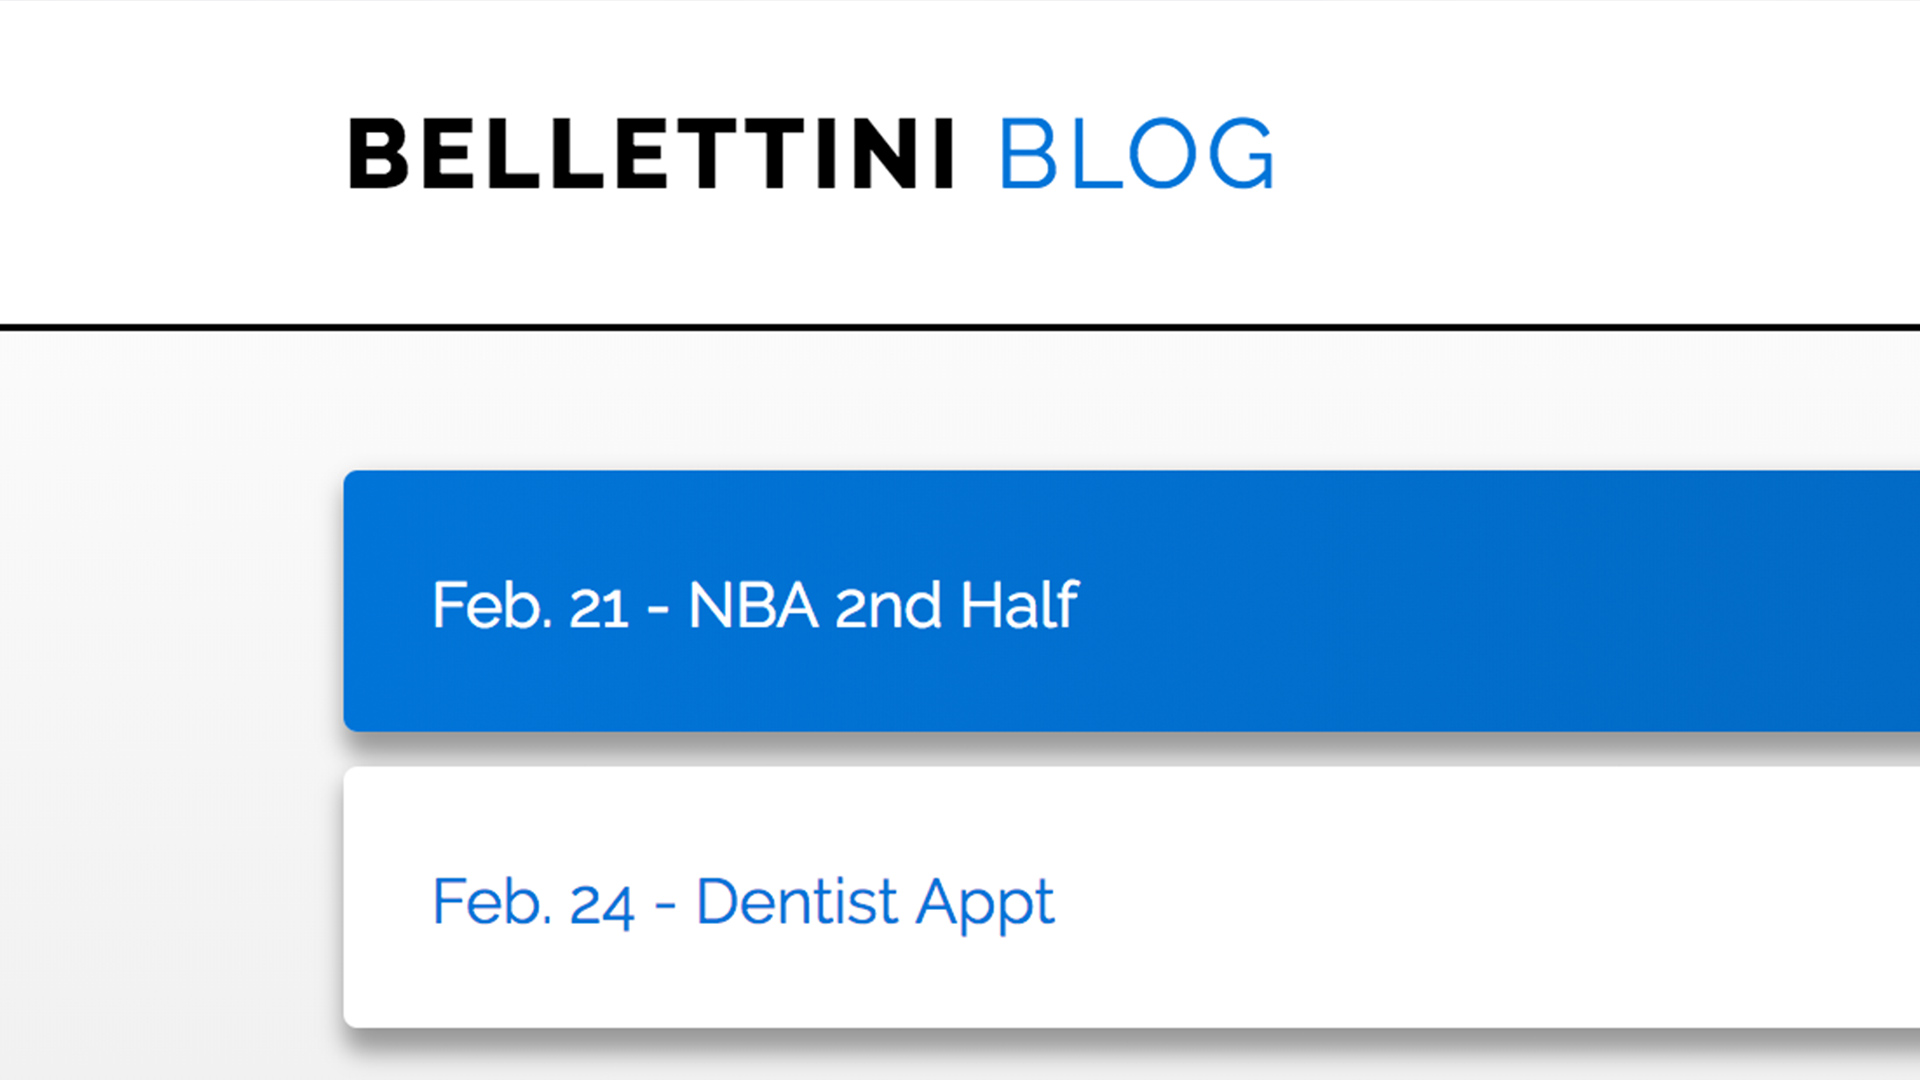 BELLETTINI BLOG
Feb. 21 - NBA 2nd Half
Feb. 24 - Dentist Appt